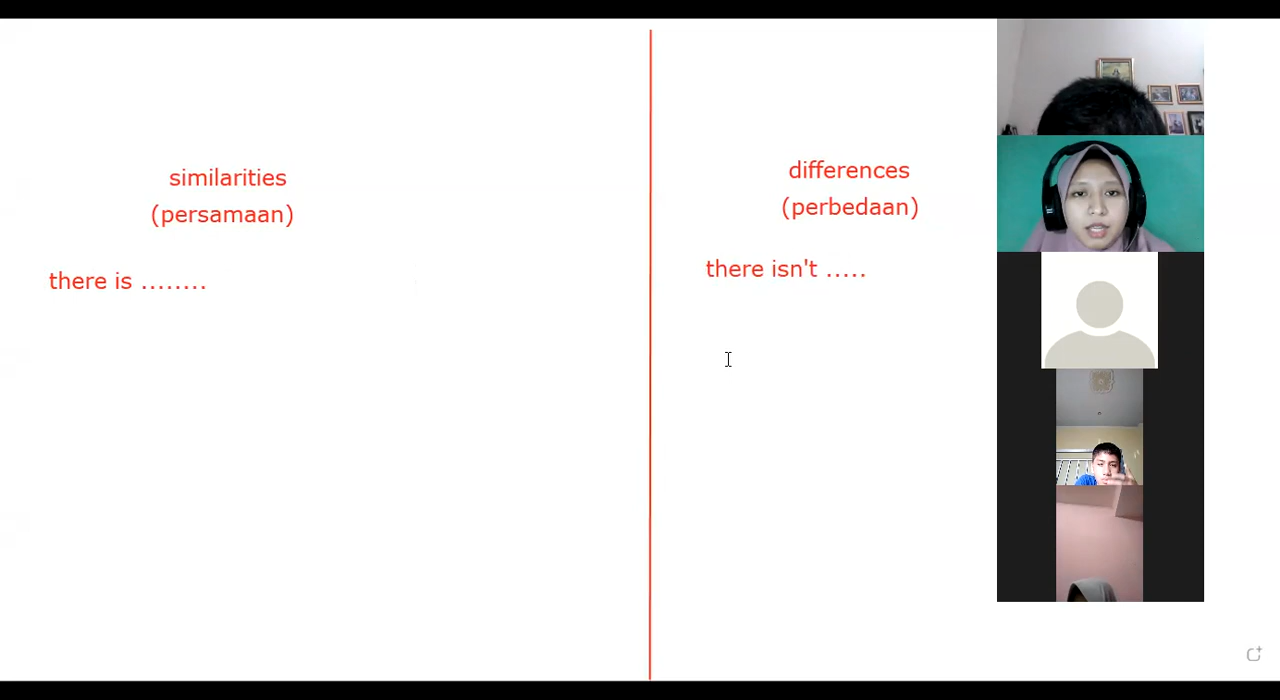 similarities
(persamaan)
there is ........
differences
(perbedaan)
there isn't .....